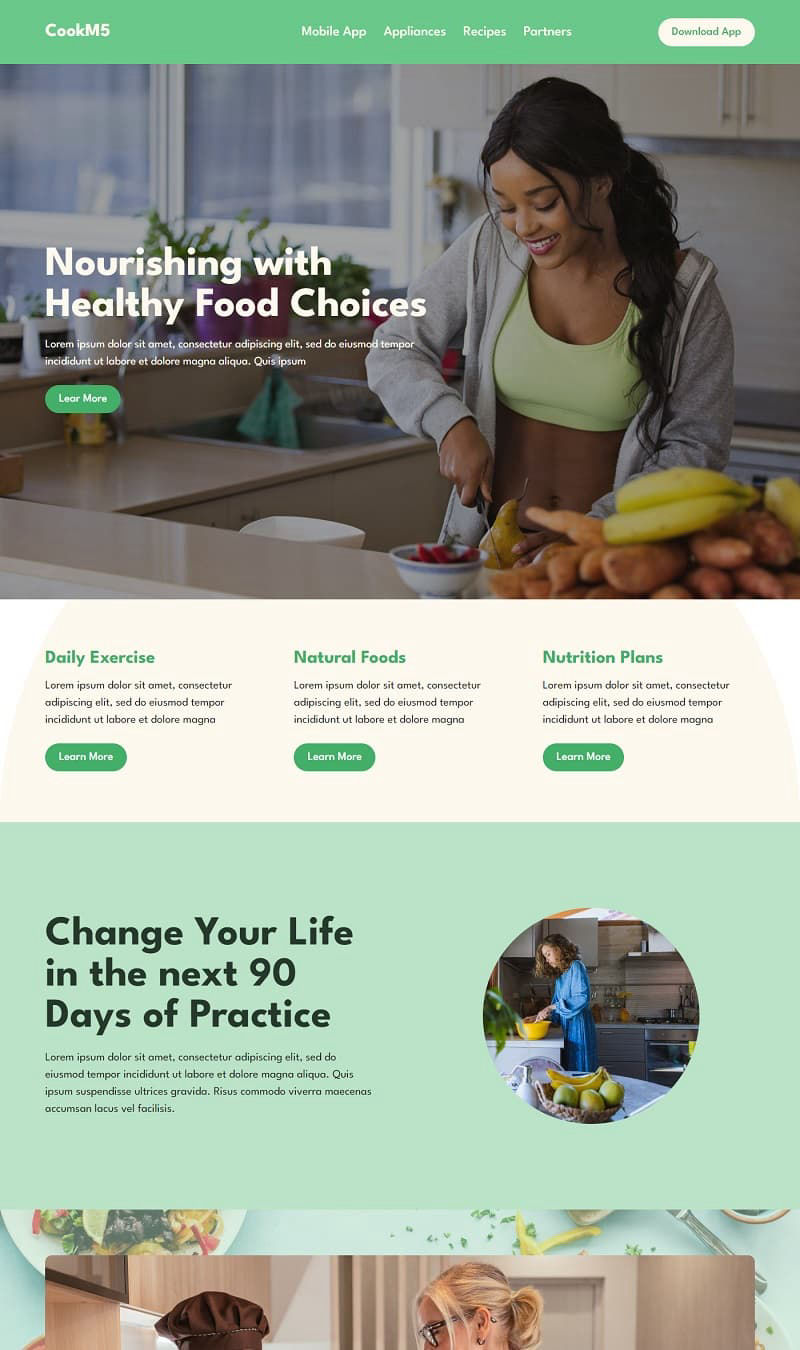 CookM5
Mobile App
Appliances
Recipes
Partners
Download App
Nourishing with
Healthy Food Choices
Lorem ipsum dolor sit amet, consectetur adipiscing elit, sed do eiusmod tempor
incididunt ut labore et dolore magna aliqua. Quis ipsum
Lear More
Daily Exercise
Lorem ipsum dolor sit amet, consectetur
adipiscing elit, sed do eiusmod tempor
incididunt ut labore et dolore magna
Learn More
Natural Foods
Lorem ipsum dolor sit amet, consectetur
adipiscing elit, sed do eiusmod tempor
incididunt ut labore et dolore magna
Learn More
Nutrition Plans
Lorem ipsum dolor sit amet, consectetur
adipiscing elit, sed do eiusmod tempor
incididunt ut labore et dolore magna
Learn More
Change Your Life
in the next 90
Days of Practice
Lorem ipsum dolor sit amet, consectetur adipiscing elit, sed do
eiusmod tempor incididunt ut labore et dolore magna aliqua. Quis
ipsum suspendisse ultrices gravida. Risus commodo viverra maecenas
accumsan lacus vel facilisis.